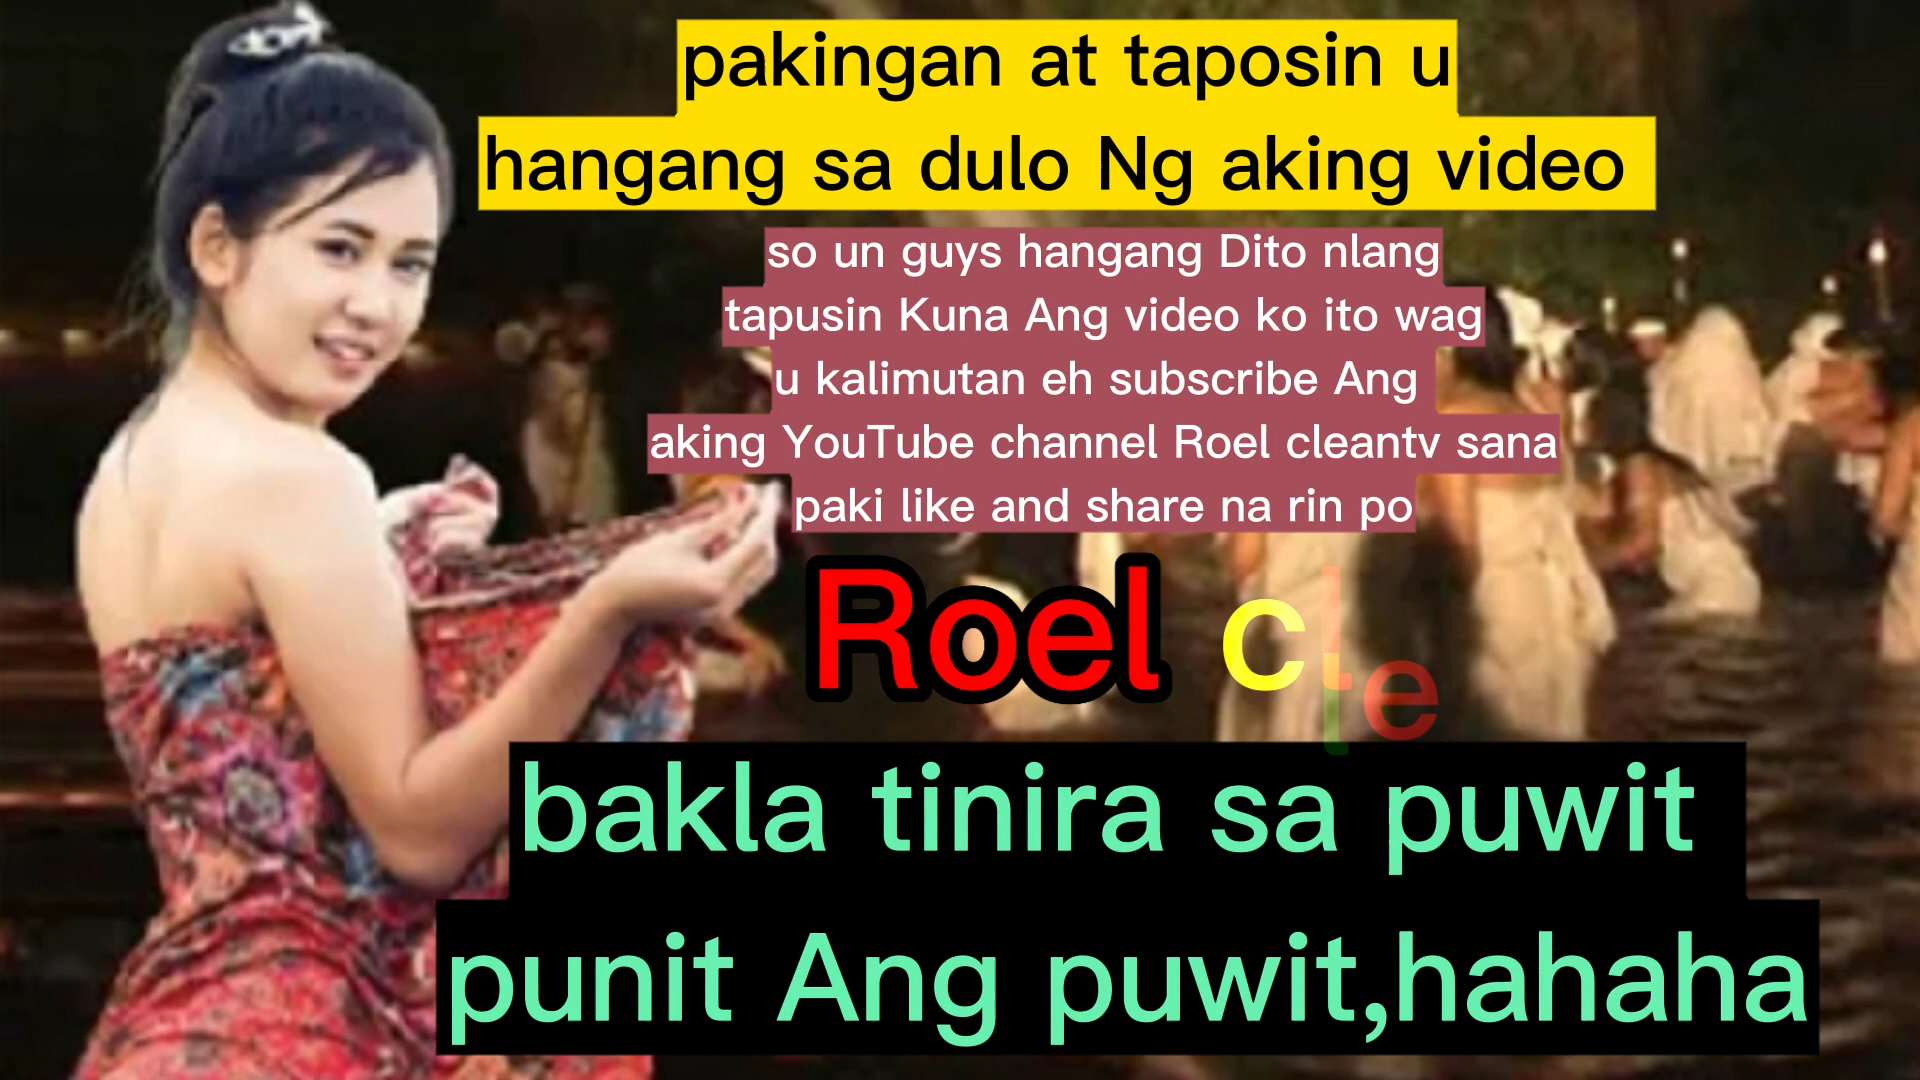 pakingan at taposin u
hangang sa dulo Ng aking video
so un guys hangang Dito nlang
tapusin Kuna Ang video ko ito wag
u kalimutan eh subscribe Ang
aking YouTube channel Roel cleantv sana
paki like and share na rin po
Roel cle
bakla tinira sa puwit
punit Ang puwit,hahaha